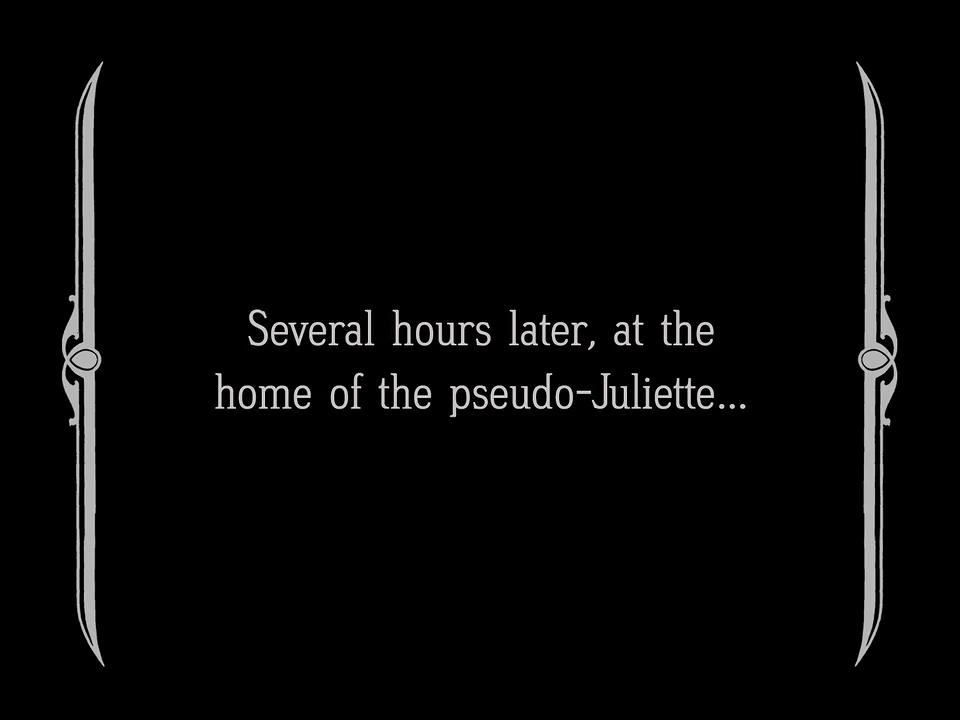 Several hours later, at the
home of the pseudo-Juliette...